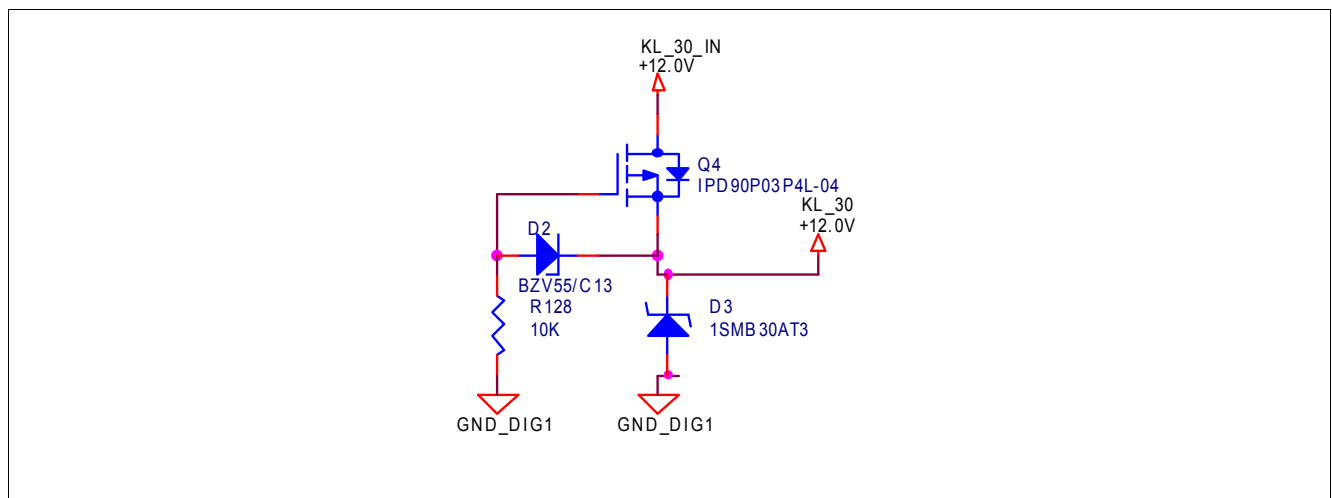 KL_30_IN
+12.0V
Q4
IPD90P03P4L-04
KL_30
+12.0V
D2
BZV55/C13
R128
10K
D3
1SMB30AT3
GND_DIG1
GND_DIG1